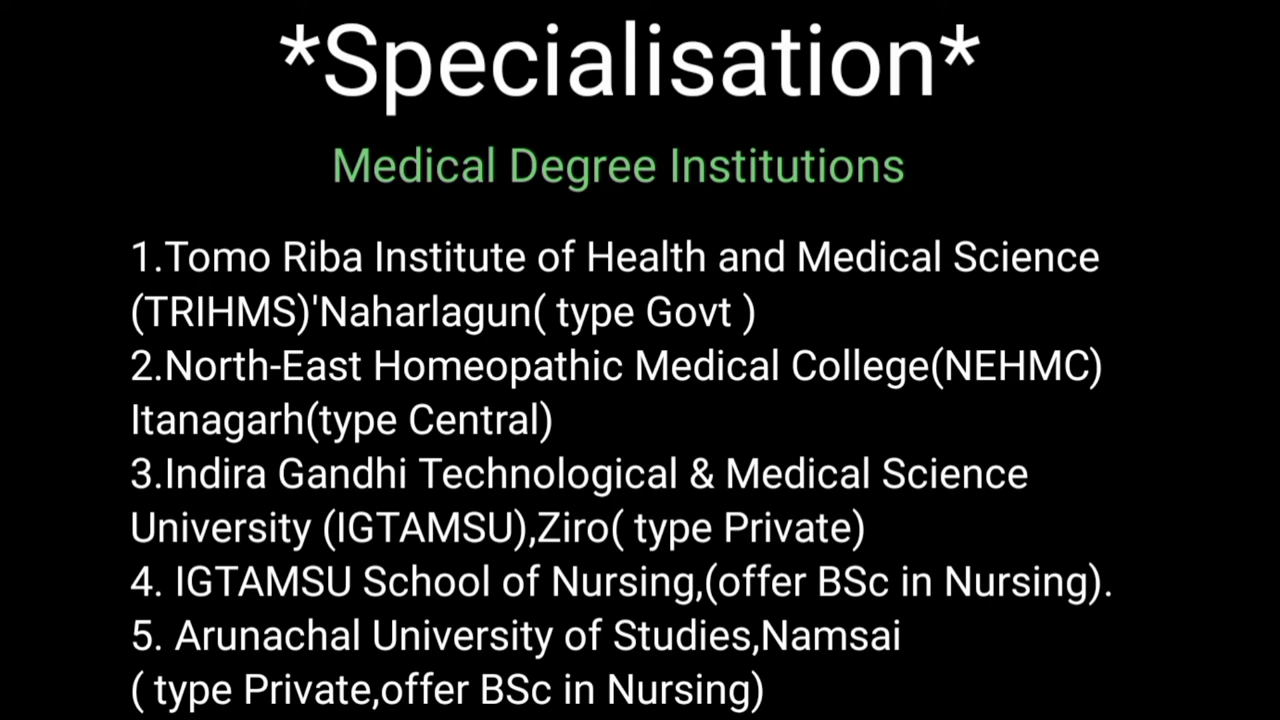 *Specialisation*
Medical Degree Institutions
1.Tomo Riba Institute of Health and Medical Science
(TRIHMS)'Naharlagun( type Govt )
2.North-East Homeopathic Medical College(NEHMC)
Itanagarh(type Central)
3.Indira Gandhi Technological & Medical Science
University (IGTAMSU),Ziro( type Private)
4. IGTAMSU School of Nursing,(offer BSc in Nursing).
5. Arunachal University of Studies,Namsai
( type Private,offer BSc in Nursing)